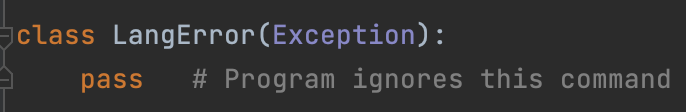 class LangError(Exception):
    pass   # Program ignores this command